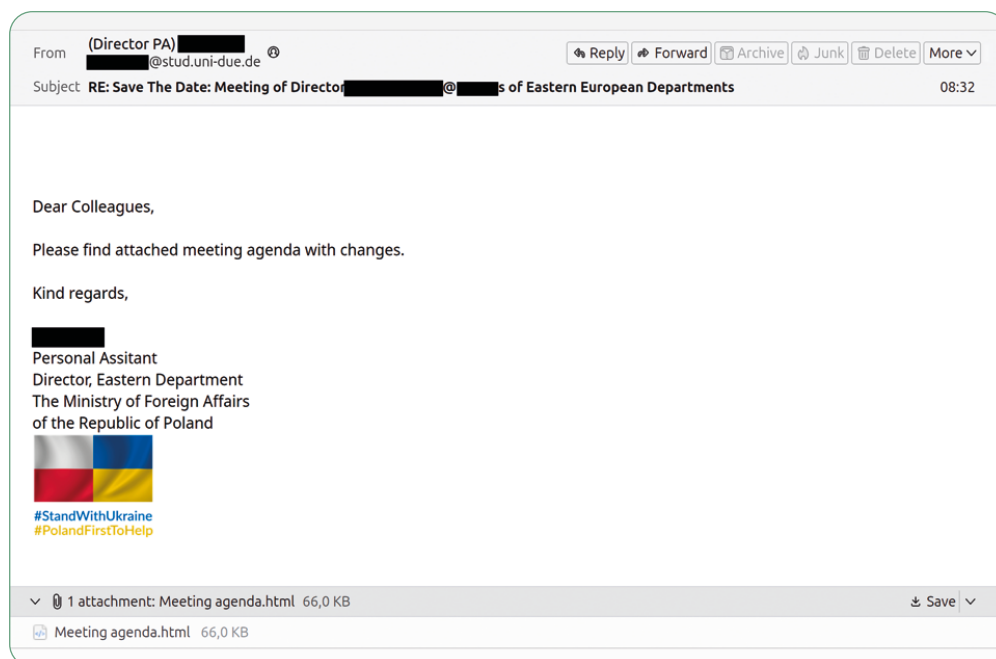 From (Director PA)
@stud.uni-due.de
Reply Forward Archive Junk Delete More
Subject RE: Save The Date: Meeting of Director @ s of Eastern European Departments 08:32
Dear Colleagues,
Please find attached meeting agenda with changes.
Kind regards,
Personal Assitant
Director, Eastern Department
The Ministry of Foreign Affairs
of the Republic of Poland
#StandWithUkraine
#PolandFirstToHelp
1 attachment: Meeting agenda.html 66,0 KB Save
Meeting agenda.html 66,0 KB